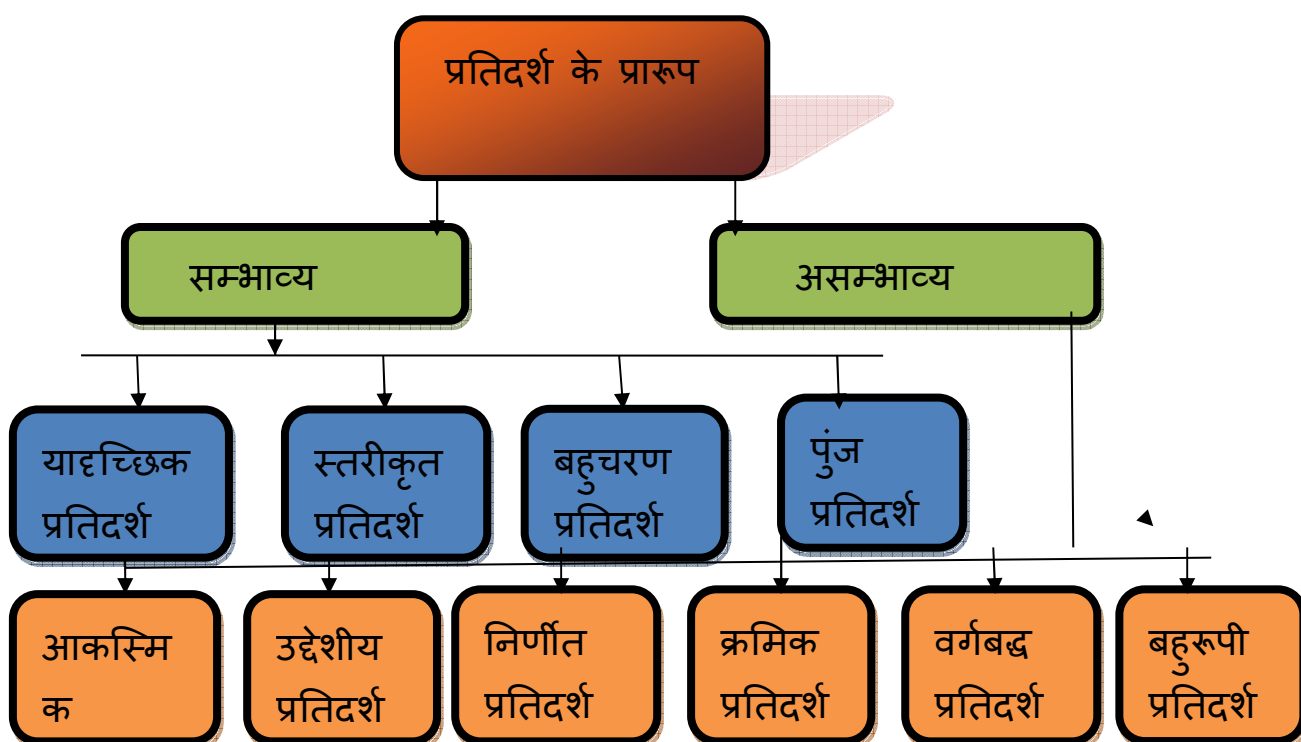 प्रतिदर्श के प्रारूप
सम्भाव्य
असम्भाव्य
यादृच्छिक
प्रतिदर्श
स्तरीकृत
प्रतिदर्श
बहुचरण
प्रतिदर्श
पुंज
प्रतिदर्श
आकस्मि
क
उद्देशीय
प्रतिदर्श
निर्णीत
प्रतिदर्श
क्रमिक
प्रतिदर्श
वर्गबद्ध
प्रतिदर्श
बहुरूपी
प्रतिदर्श